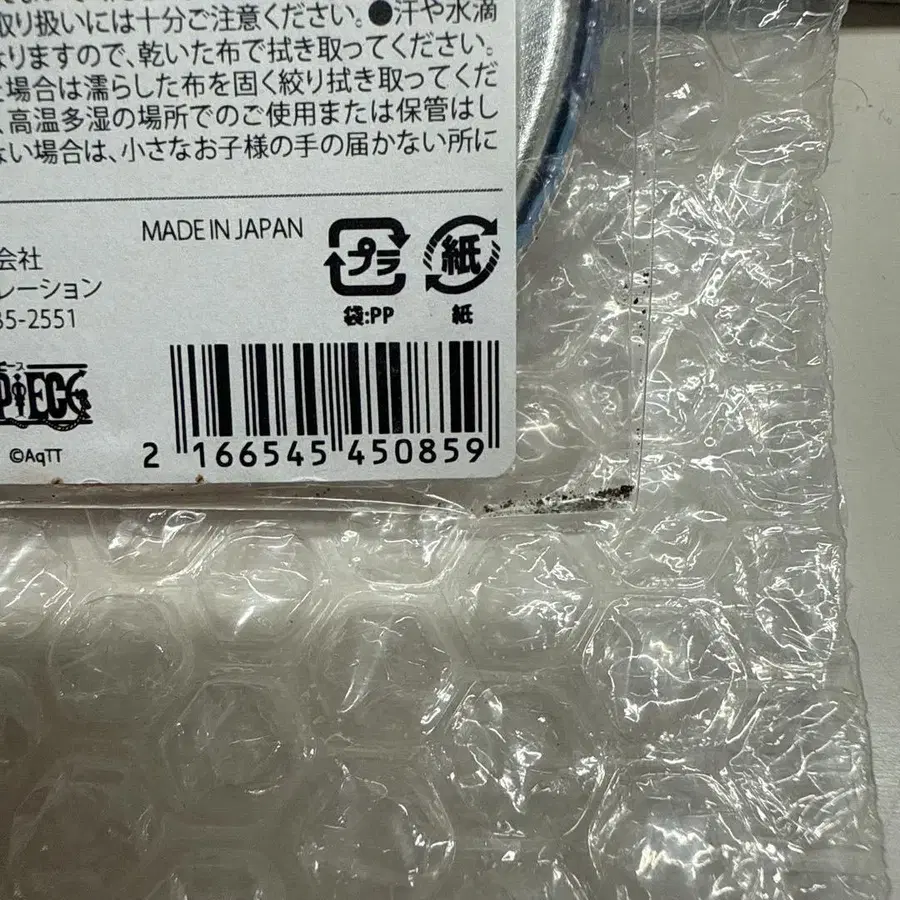 取り扱いには十分ご注意ください。●汗や水滴
なりますので、乾いた布で拭き取ってください。
場合は濡らした布を固く絞り拭き取ってくだ
、高温多湿の場所でのご使用または保管はし
ない場合は、小さなお子様の手の届かない所に
MADE IN JAPAN
プラ
紙
会社
レーション
袋:PP
紙
35-2551
ース
PIECE
©AqTT
2 166545 450859